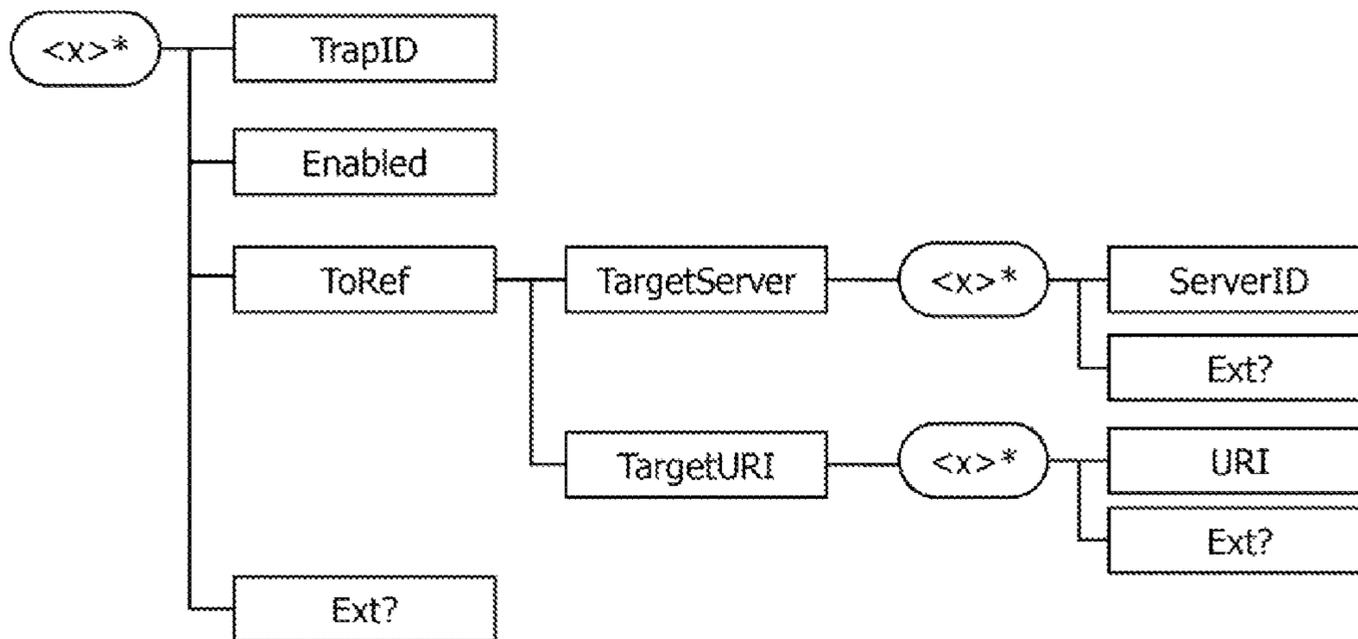 <x>*
TrapID
Enabled
ToRef
TargetServer
<x>*
ServerID
Ext?
TargetURI
<x>*
URI
Ext?
Ext?